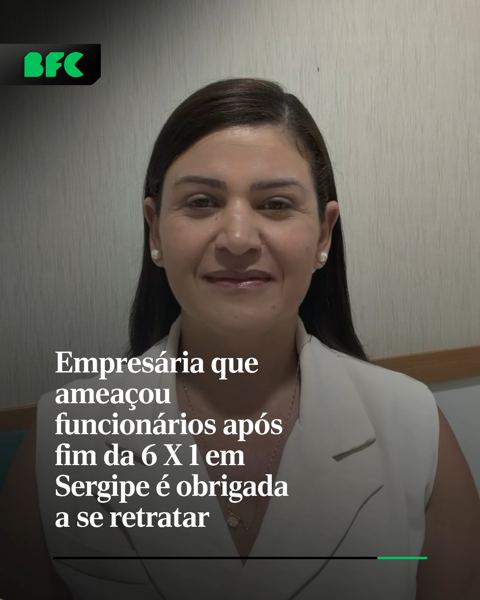 BFC
Empresária que
ameaçou
funcionários após
fim da 6 X 1 em
Sergipe é obrigada
a se retratar